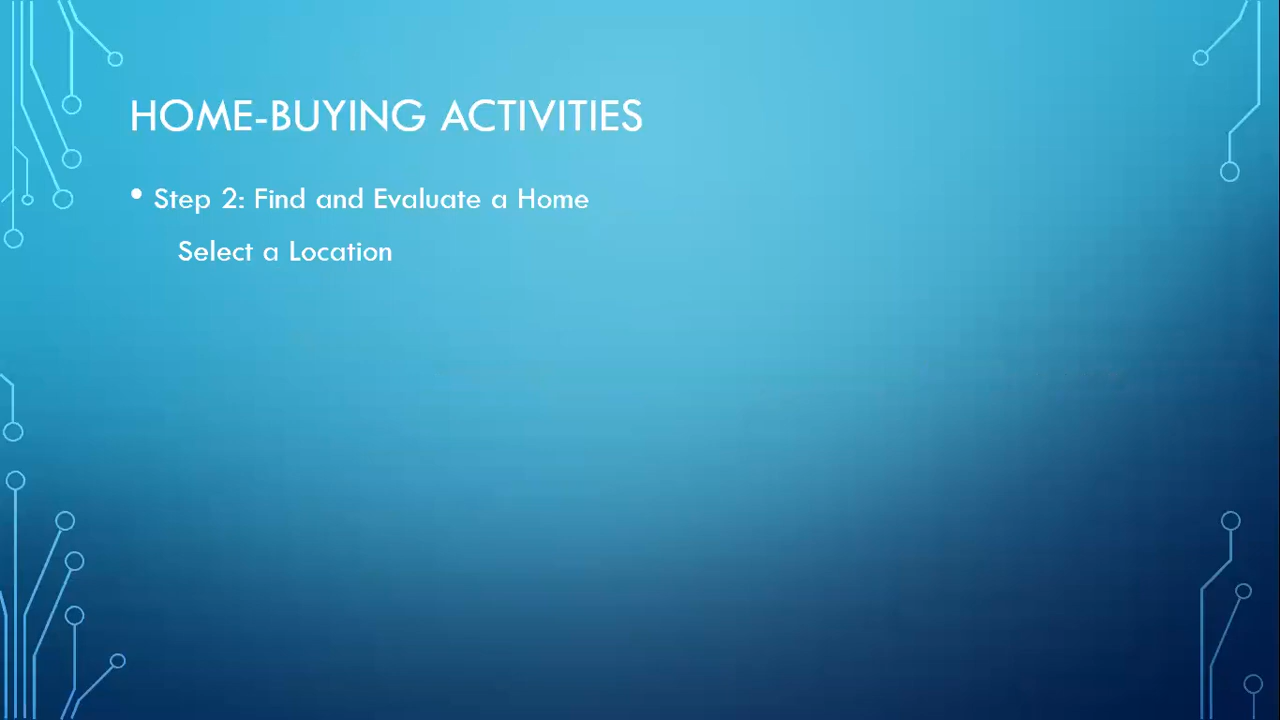 HOME-BUYING ACTIVITIES
• Step 2: Find and Evaluate a Home
Select a Location